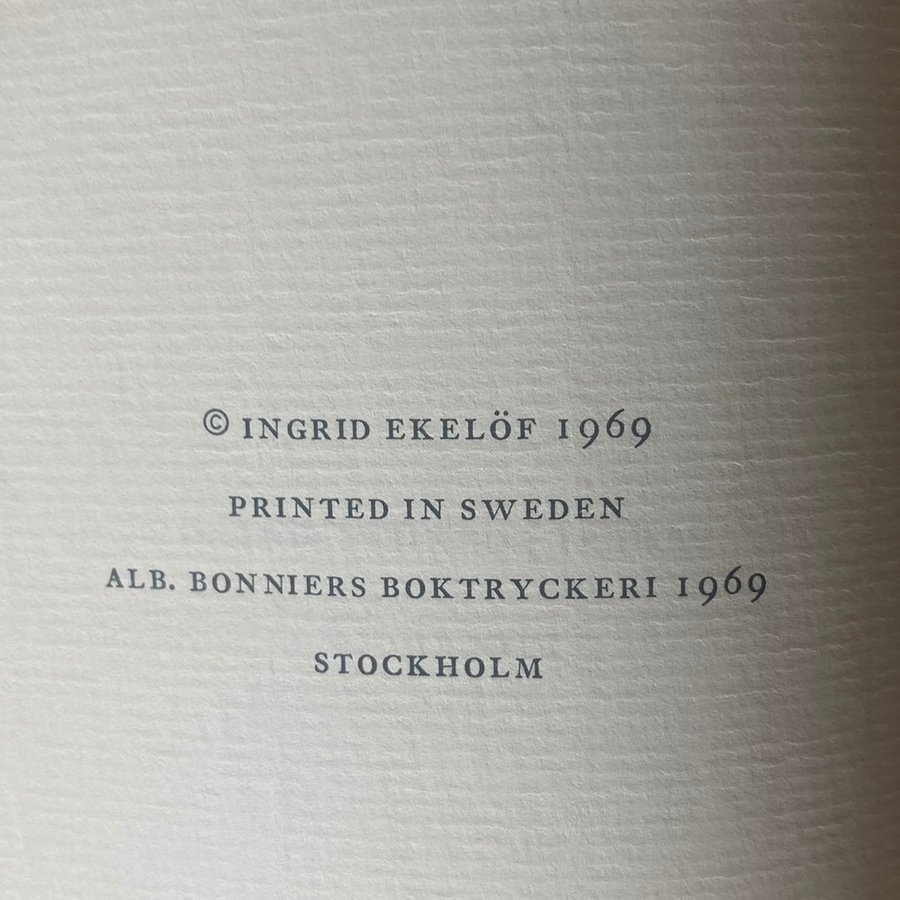 © INGRID EKELÖF 1969
PRINTED IN SWEDEN
ALB. BONNIERS BOKTRYCKERI 1969
STOCKHOLM